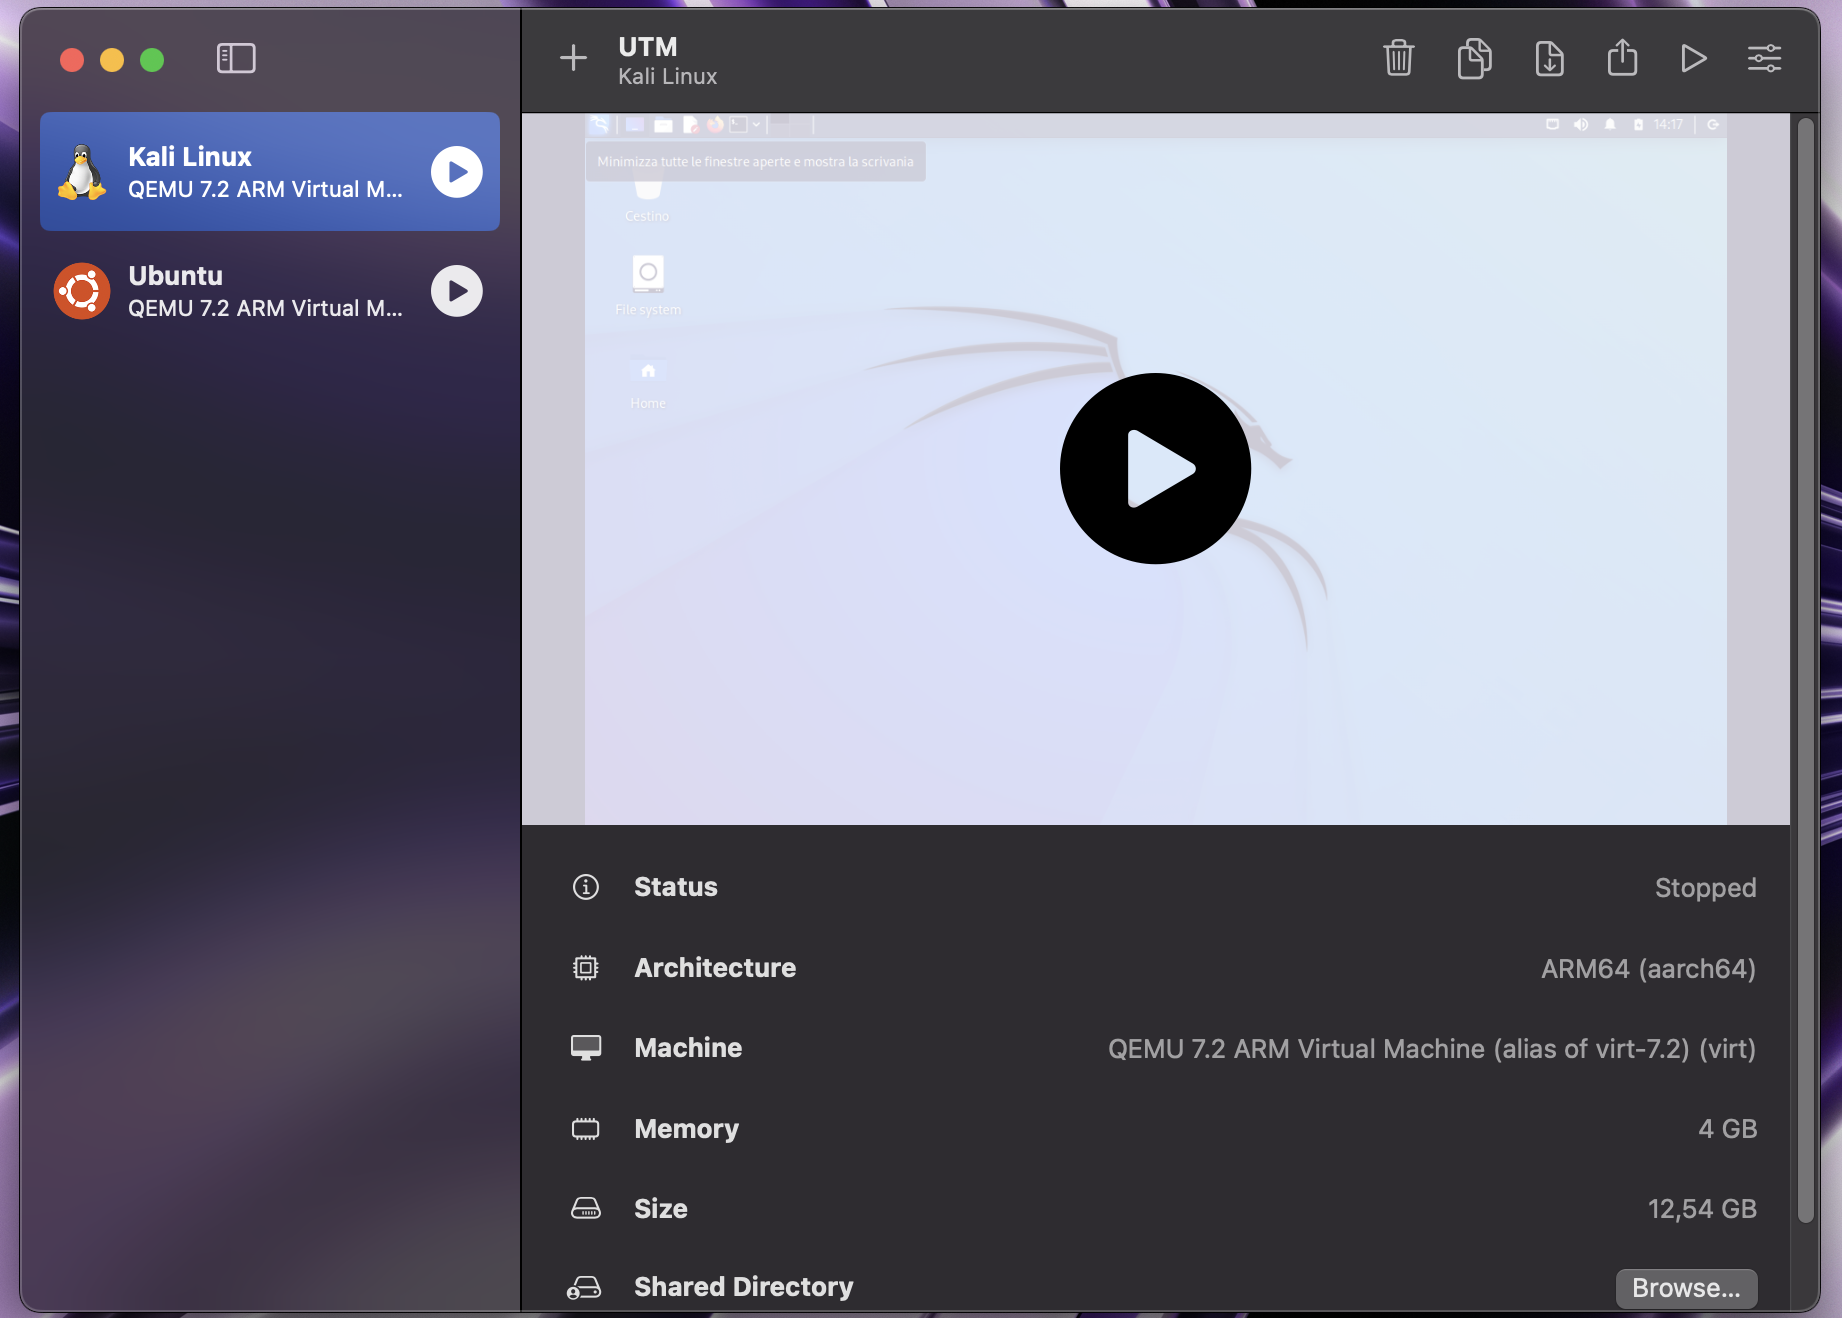 UTM
Kali Linux
Kali Linux
QEMU 7.2 ARM Virtual M...
Ubuntu
QEMU 7.2 ARM Virtual M...
14:17
Minimizza tutte le finestre aperte e mostra la scrivania
Cestino
File system
Home
Status
Stopped
Architecture
ARM64 (aarch64)
Machine
QEMU 7.2 ARM Virtual Machine (alias of virt-7.2) (virt)
Memory
4 GB
Size
12,54 GB
Shared Directory
Browse...